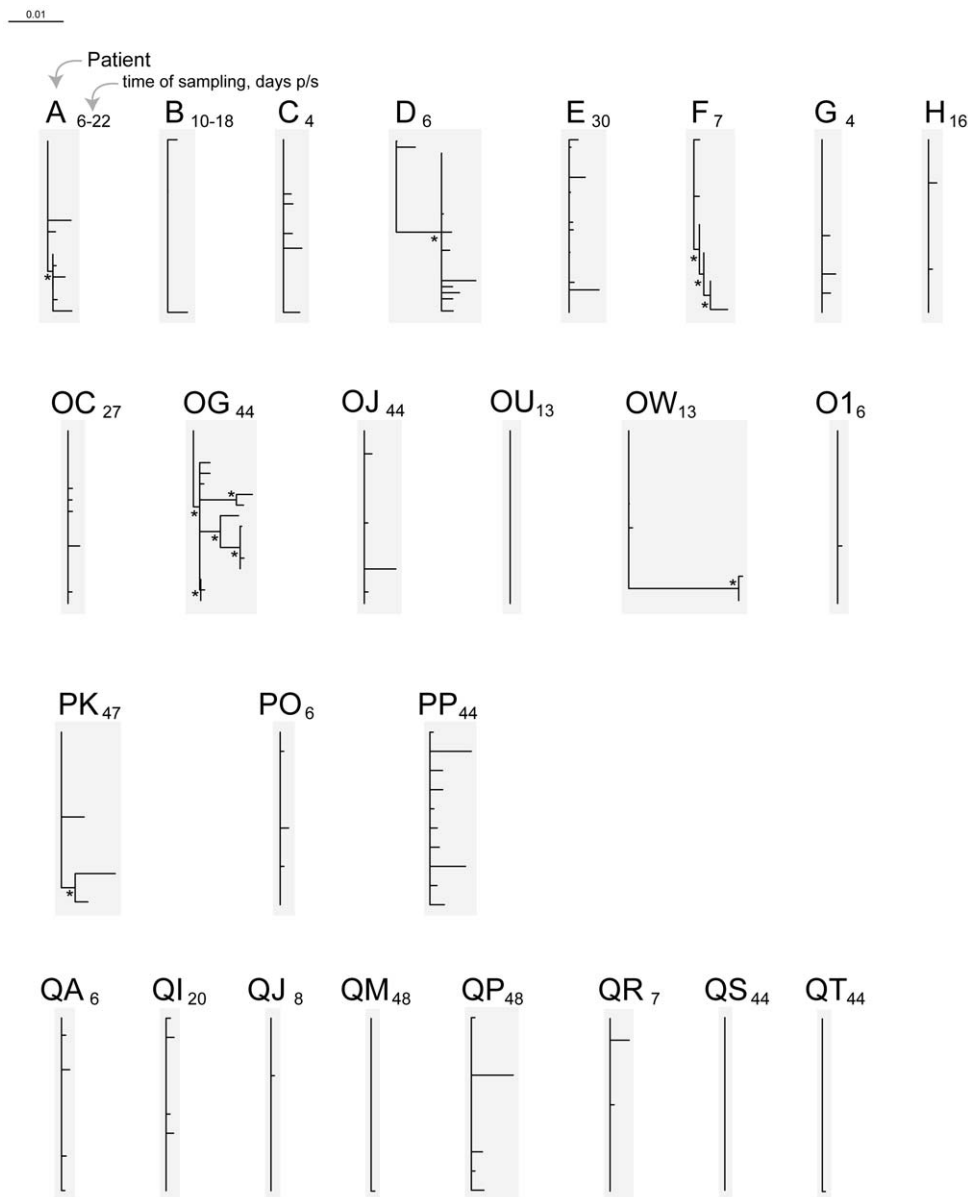 0.01
Patient
time of sampling, days p/s
A 6-22 B 10-18 C 4 D 6 E 30 F 7 G 4 H 16
*
*
* * *
OC 27 OG 44 OJ 44 OU 13 OW 13 O1 6
* * * * *
*
PK 47 PO 6 PP 44
*
QA 6 QI 20 QJ 8 QM 48 QP 48 QR 7 QS 44 QT 44